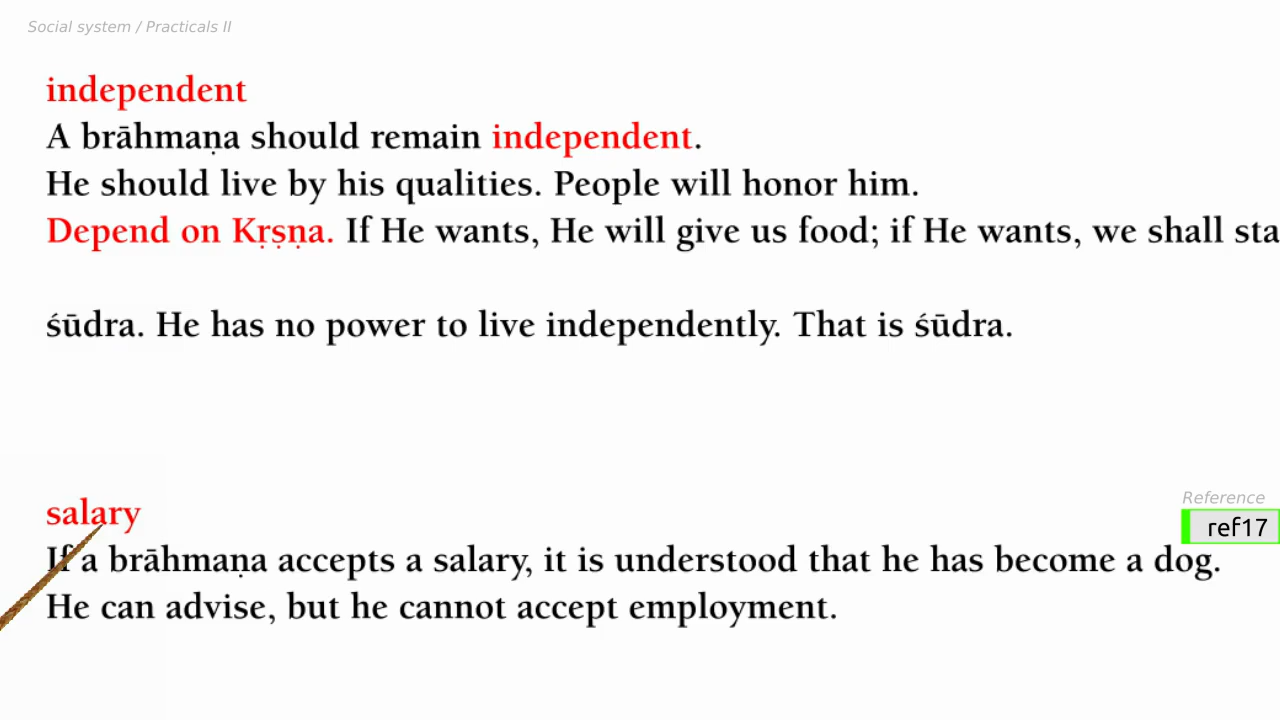 Social system / Practicals II
independent
A brāhmaṇa should remain independent.
He should live by his qualities. People will honor him.
Depend on Kṛṣṇa. If He wants, He will give us food; if He wants, we shall
śūdra. He has no power to live independently. That is śūdra.
salary
Reference
ref17
If a brāhmaṇa accepts a salary, it is understood that he has become a dog.
He can advise, but he cannot accept employment.